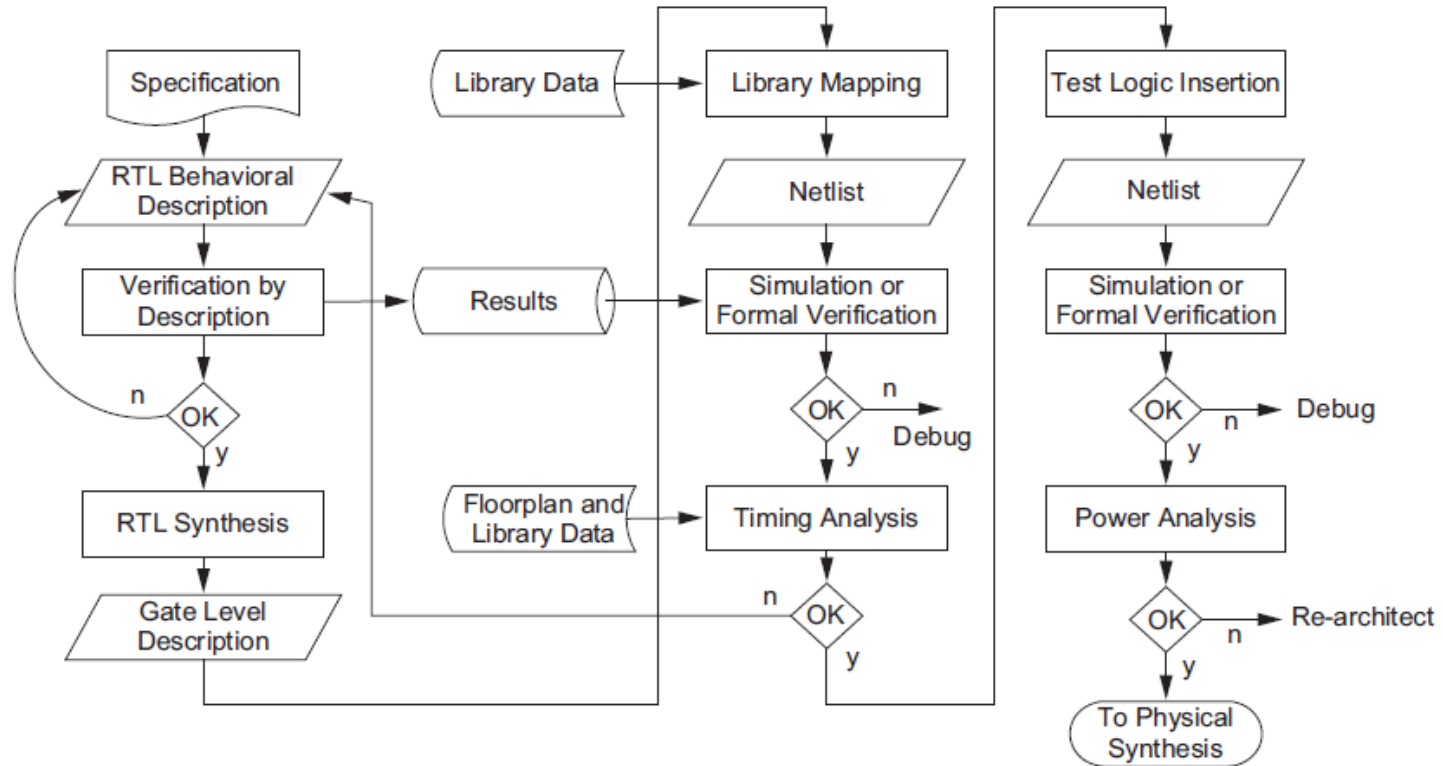 Specification
RTL Behavioral
Description
Verification by
Description
n
OK
y
RTL Synthesis
Gate Level
Description
Library Data
Results
Floorplan and
Library Data
Library Mapping
Netlist
Simulation or
Formal Verification
OK
n
Debug
y
Timing Analysis
n
OK
y
Test Logic Insertion
Netlist
Simulation or
Formal Verification
OK
n
Debug
y
Power Analysis
OK
n
Re-architect
y
To Physical
Synthesis